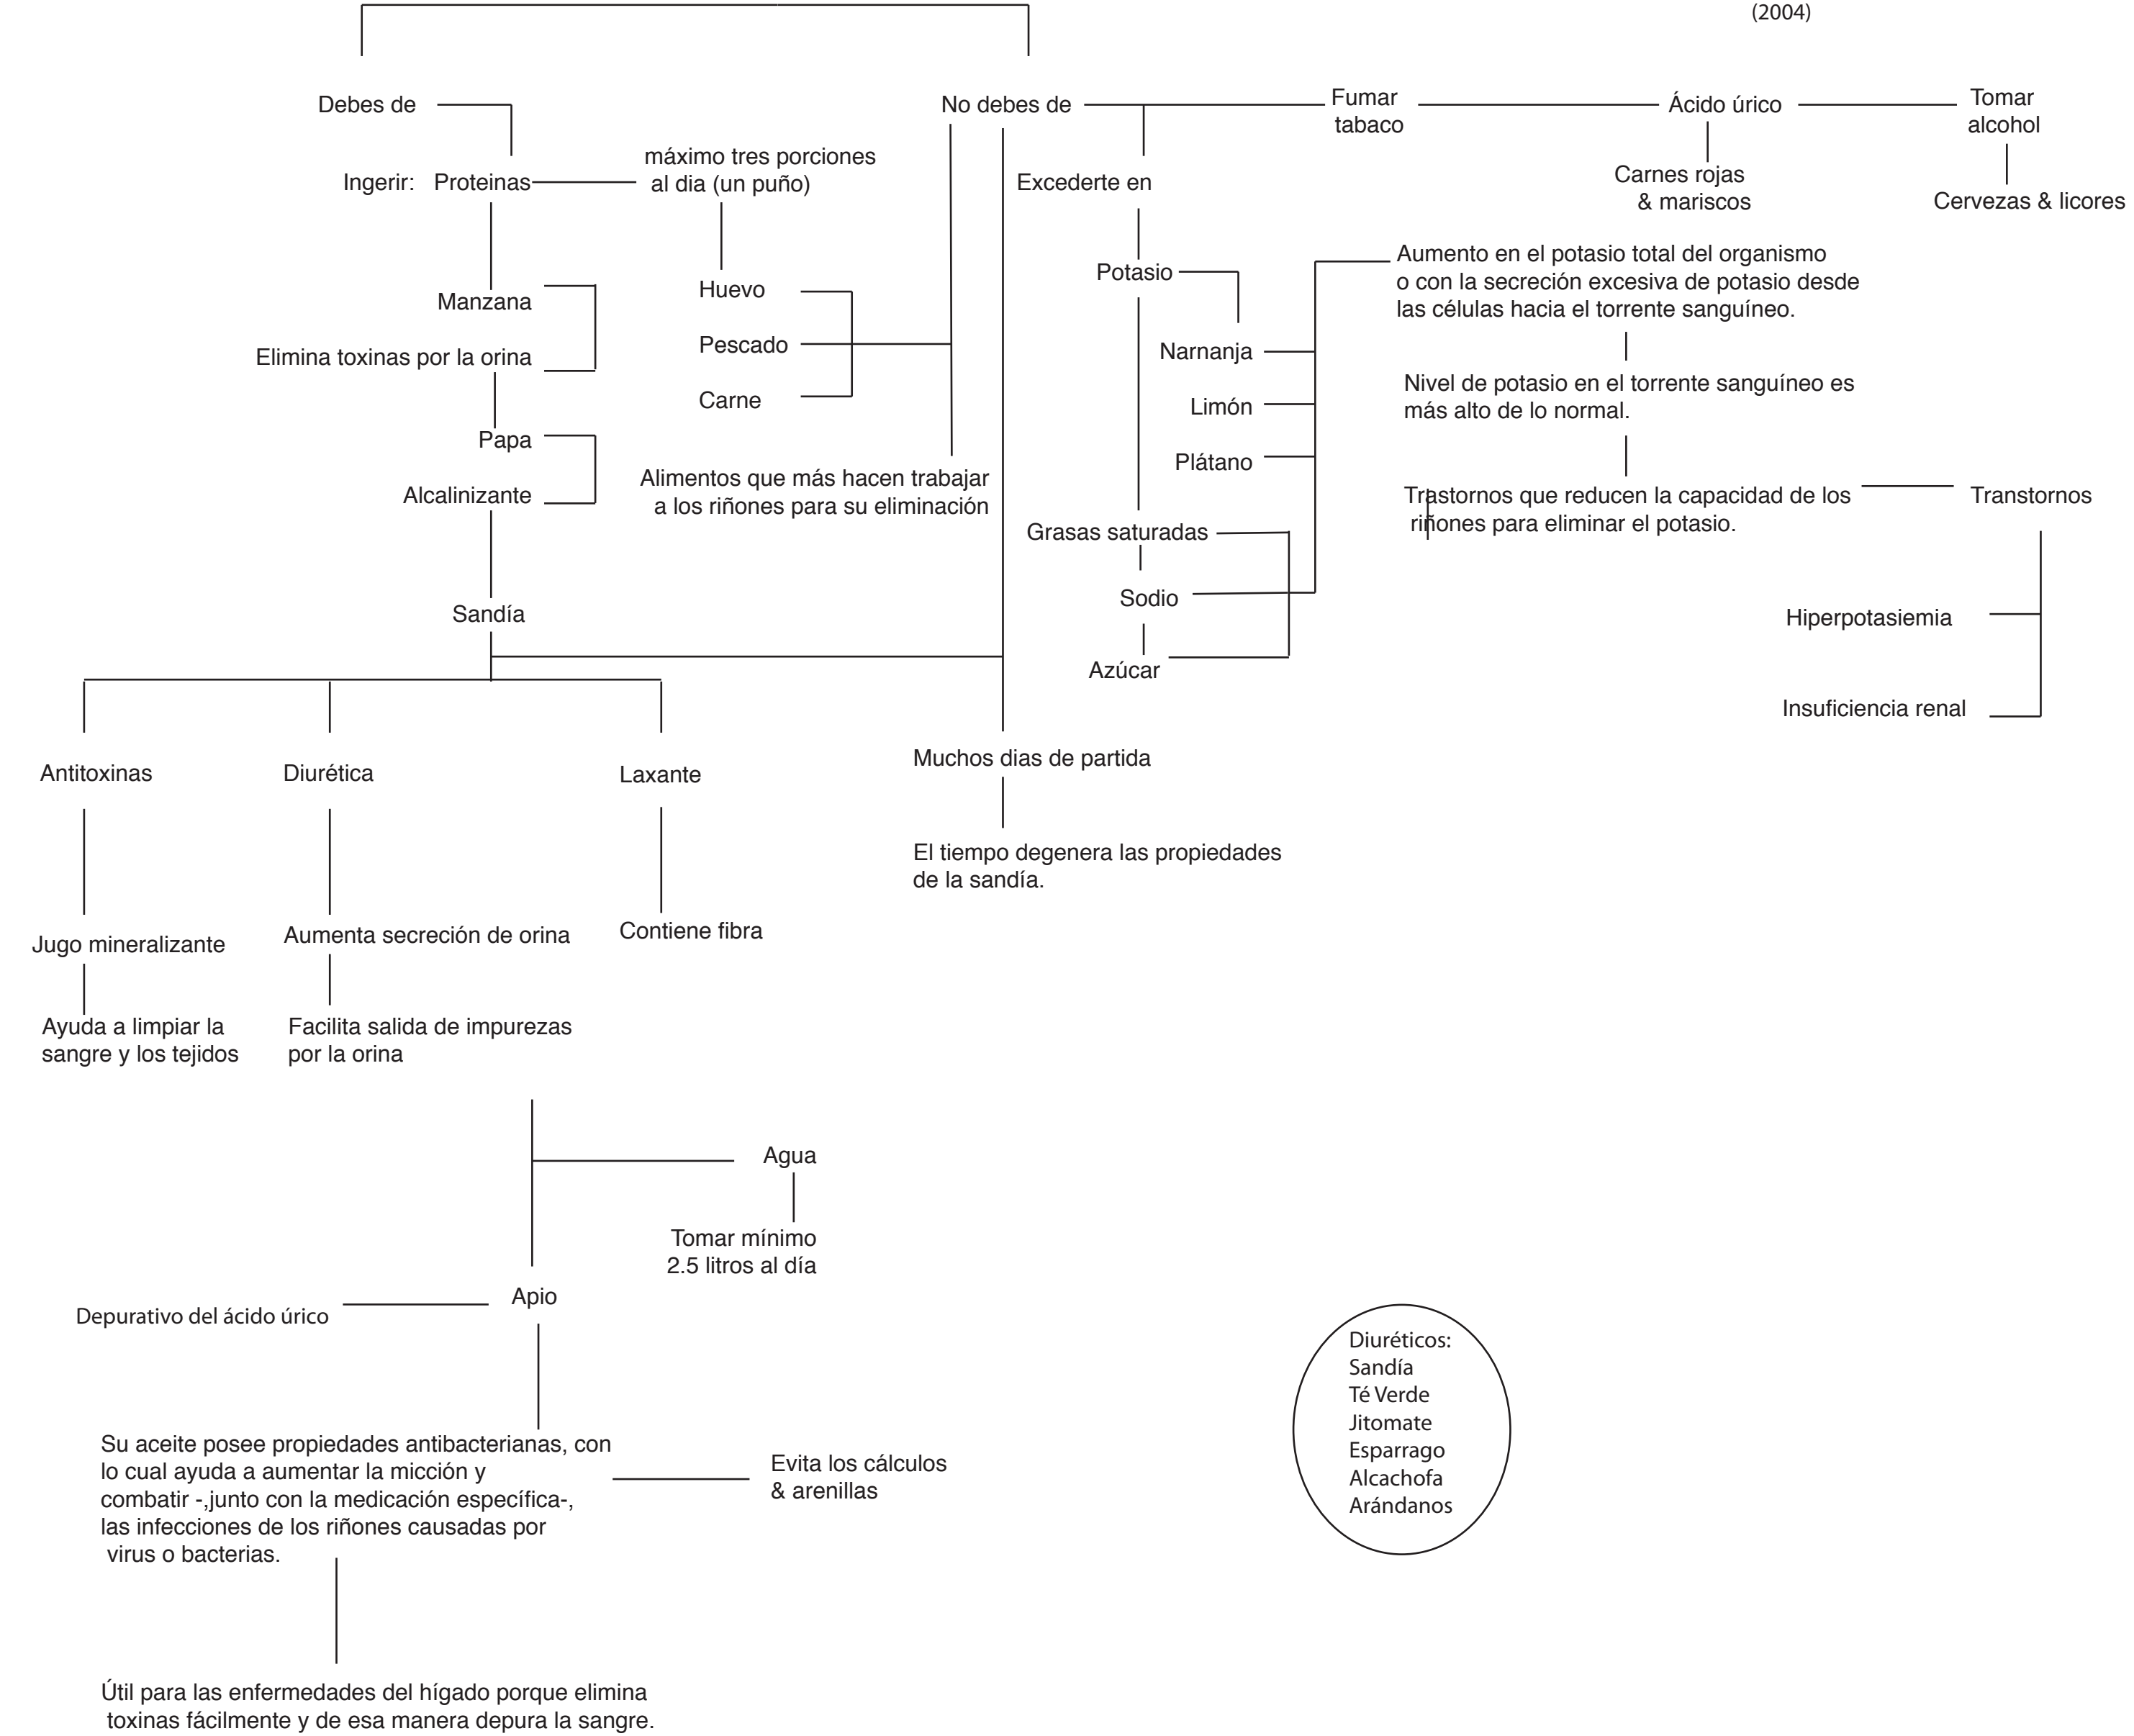 (2004)
Debes de
No debes de
Fumar
tabaco
Ácido úrico
Tomar
alcohol
Ingerir: Proteinas
máximo tres porciones
al dia (un puño)
Excederte en
Carnes rojas
& mariscos
Cervezas & licores
Manzana
Elimina toxinas por la orina
Papa
Alcalinizante
Sandía
Huevo
Pescado
Carne
Alimentos que más hacen trabajar
a los riñones para su eliminación
Potasio
Narnanja
Limón
Plátano
Grasas saturadas
Sodio
Azúcar
Aumento en el potasio total del organismo
o con la secreción excesiva de potasio desde
las células hacia el torrente sanguíneo.
Nivel de potasio en el torrente sanguíneo es
más alto de lo normal.
Trastornos que reducen la capacidad de los
riñones para eliminar el potasio.
Transtornos
Hiperpotasiemia
Insuficiencia renal
Antitoxinas
Diurética
Laxante
Muchos dias de partida
El tiempo degenera las propiedades
de la sandía.
Jugo mineralizante
Aumenta secreción de orina
Contiene fibra
Ayuda a limpiar la
sangre y los tejidos
Facilita salida de impurezas
por la orina
Agua
Tomar mínimo
2.5 litros al día
Apio
Depurativo del ácido úrico
Su aceite posee propiedades antibacterianas, con
lo cual ayuda a aumentar la micción y
combatir -,junto con la medicación específica-,
las infecciones de los riñones causadas por
virus o bacterias.
Evita los cálculos
& arenillas
Útil para las enfermedades del hígado porque elimina
toxinas fácilmente y de esa manera depura la sangre.
Diuréticos:
Sandía
Té Verde
Jitomate
Esparrago
Alcachofa
Arándanos